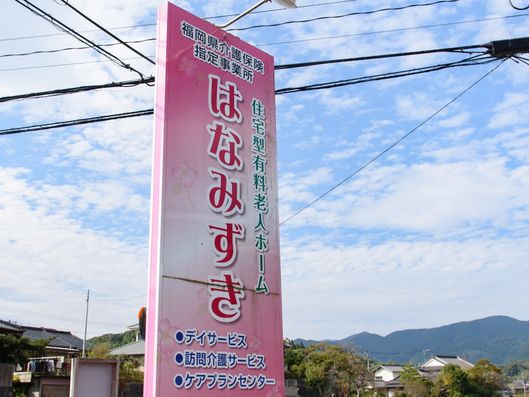 福岡県介護保険
指定事業所
住宅型有料老人ホーム
はなみずき
●デイサービス
●訪問介護サービス
●ケアプランセンター